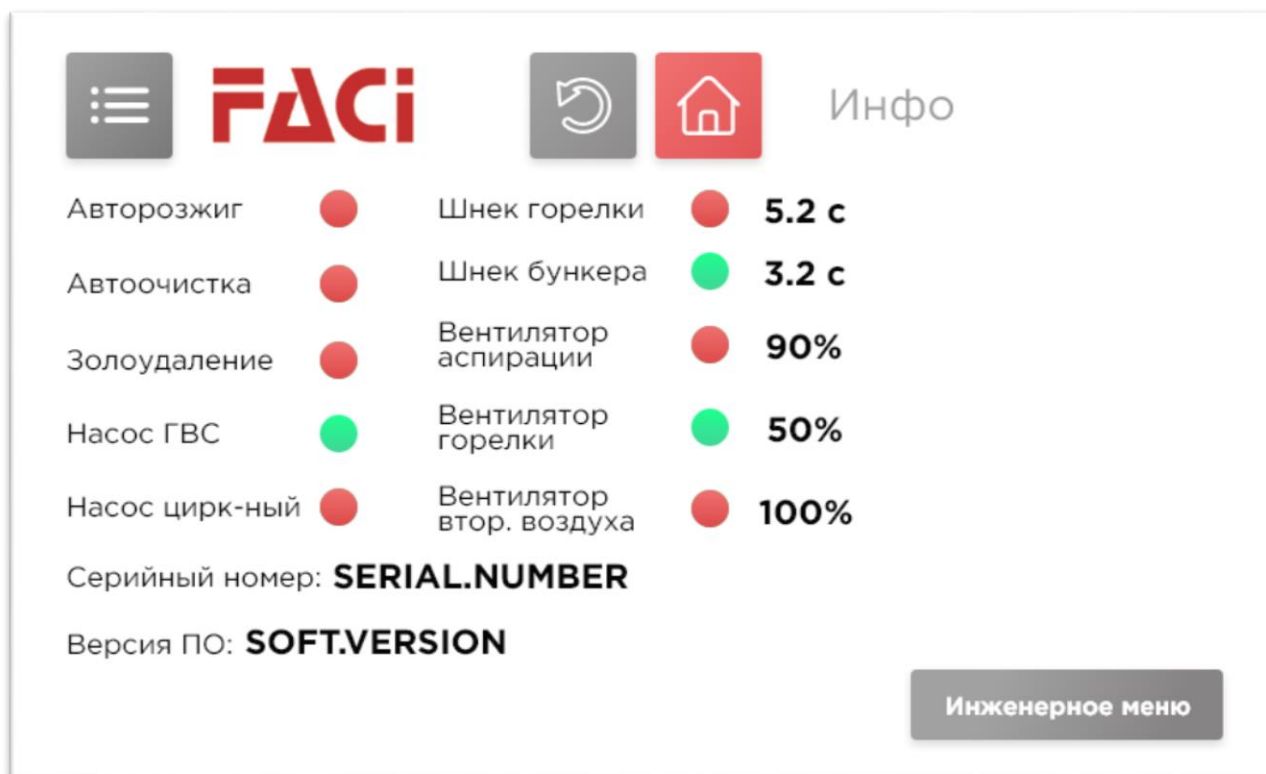 FACi
Инфо
Авторозжиг
Шнек горелки
5.2 с
Автоочистка
Шнек бункера
3.2 с
Золоудаление
Вентилятор
аспирации
90%
Насос ГВС
Вентилятор
горелки
50%
Насос цирк-ный
Вентилятор
втор. воздуха
100%
Серийный номер: SERIAL.NUMBER
Версия ПО: SOFT.VERSION
Инженерное меню